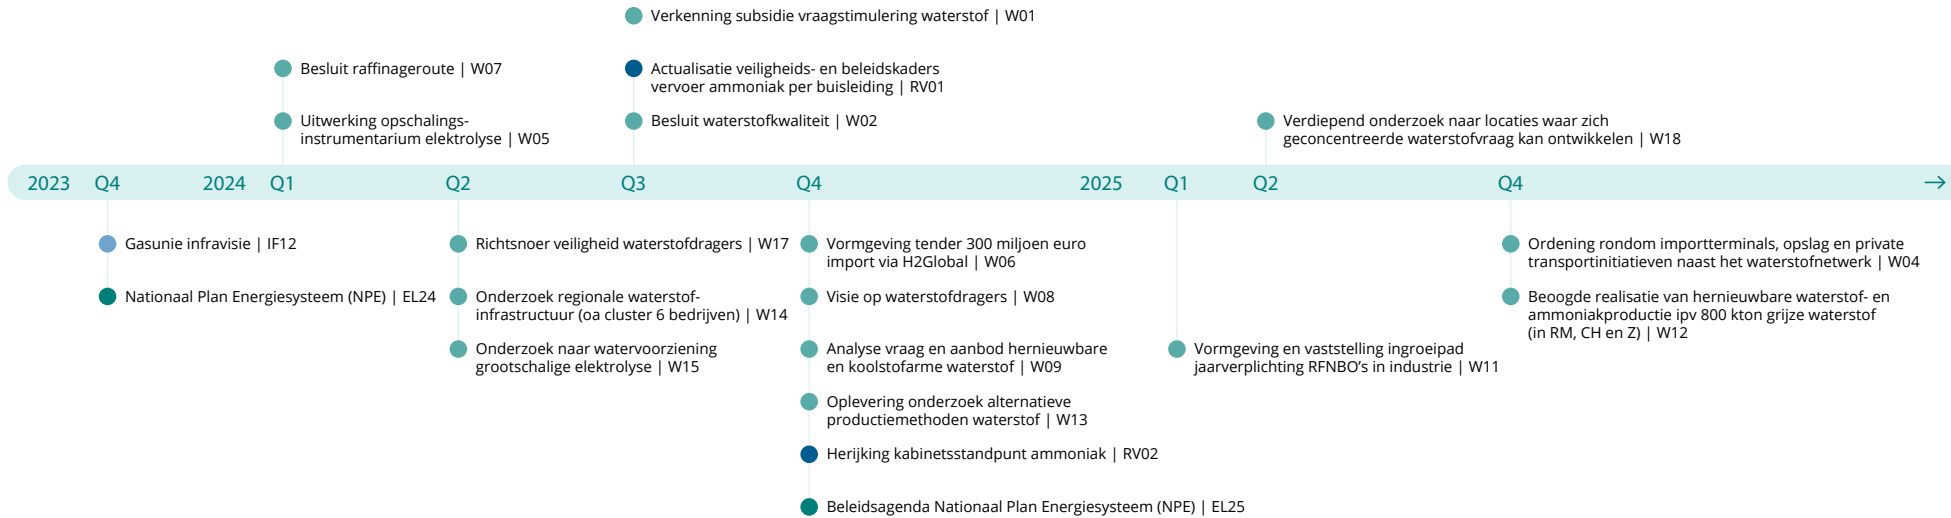 Verkenning subsidie vraagstimulering waterstof | W01
Besluit raffinageroute | W07
Actualisatie veiligheids- en beleidskaders
vervoer ammoniak per buisleiding | RV01
Uitwerking opschalings-
instrumentarium elektrolyse | W05
Besluit waterstofkwaliteit | W02
Verdiepend onderzoek naar locaties waar zich
geconcentreerde waterstofvraag kan ontwikkelen | W18
2023 Q4 2024 Q1 Q2 Q3 Q4 2025 Q1 Q2 Q4 →
Gasunie infravisie | IF12
Nationaal Plan Energiesysteem (NPE) | EL24
Richtsnoer veiligheid waterstofdragers | W17
Onderzoek regionale waterstof-
infrastructuur (oa cluster 6 bedrijven) | W14
Onderzoek naar watervoorziening
grootschalige elektrolyse | W15
Vormgeving tender 300 miljoen euro
import via H2Global | W06
Visie op waterstofdragers | W08
Analyse vraag en aanbod hernieuwbare
en koolstofarme waterstof | W09
Oplevering onderzoek alternatieve
productiemethoden waterstof | W13
Herijking kabinetsstandpunt ammoniak | RV02
Beleidsagenda Nationaal Plan Energiesysteem (NPE) | EL25
Vormgeving en vaststelling ingroeipad
jaarverplichting RFNBO’s in industrie | W11
Ordening rondom importterminals, opslag en private
transportinitiatieven naast het waterstofnetwerk | W04
Beoogde realisatie van hernieuwbare waterstof- en
ammoniakproductie ipv 800 kton grijze waterstof
(in RM, CH en Z) | W12